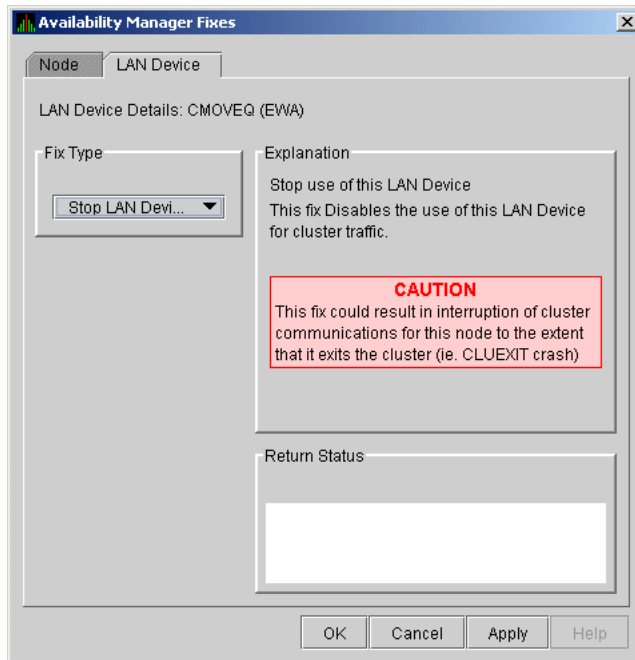 Availability Manager Fixes
Node
LAN Device
LAN Device Details: CMOVEQ (EWA)
Fix Type
Stop LAN Devi...
Explanation
Stop use of this LAN Device
This fix Disables the use of this LAN Device
for cluster traffic.
CAUTION
This fix could result in interruption of cluster
communications for this node to the extent
that it exits the cluster (ie. CLUEXIT crash)
Return Status
OK
Cancel
Apply
Help